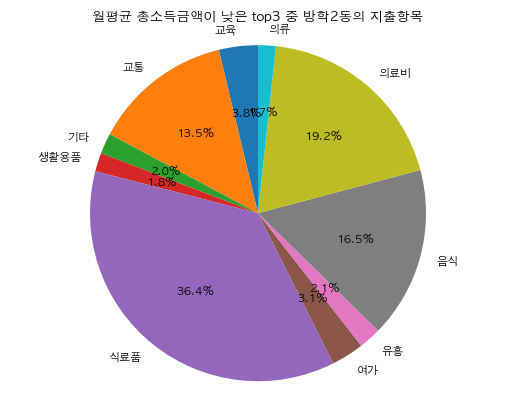 월평균 총소득금액이 낮은 top3 중 방학2동의 지출항목
교육
의류
교통
의료비
3.8%
13.5%
19.2%
기타
생활용품
2.0%
1.8%
16.5%
음식
36.4%
2.1%
3.1%
식료품
유흥
여가